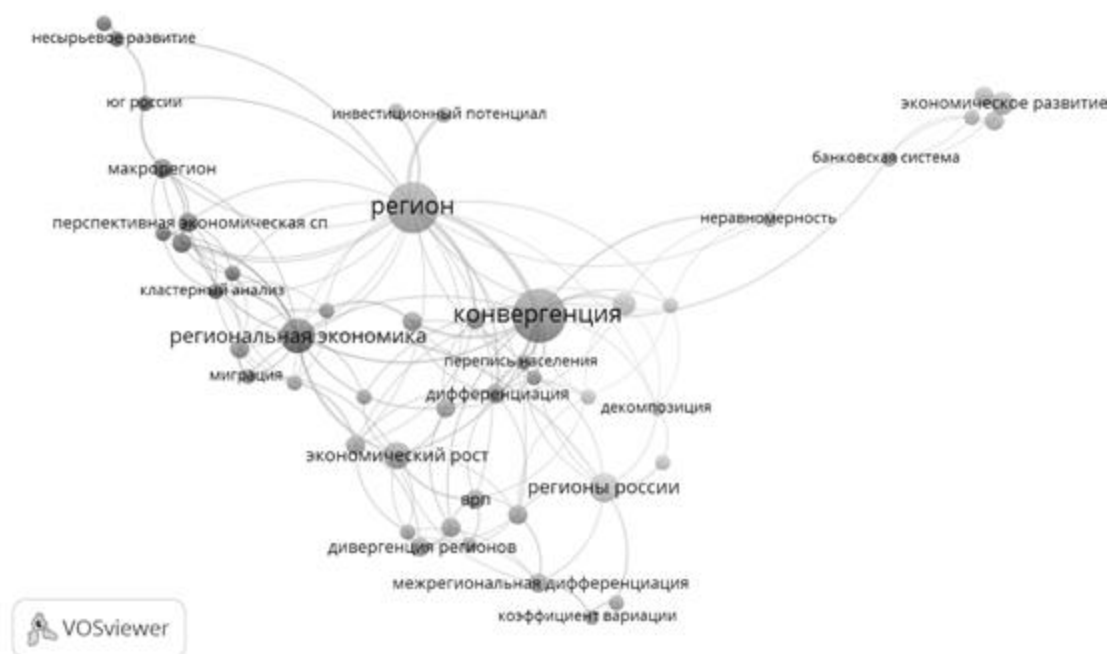 несырьевое развитие
юг россии
инвестиционный потенциал
экономическое развитие
банковская система
макрорегион
регион
неравномерность
перспективная экономическая сп
кластерный анализ
конвергенция
региональная экономика
перепись населения
миграция
дифференциация
декомпозиция
экономический рост
регионы россии
врп
дивергенция регионов
межрегиональная дифференциация
коэффициент вариации
VOSviewer